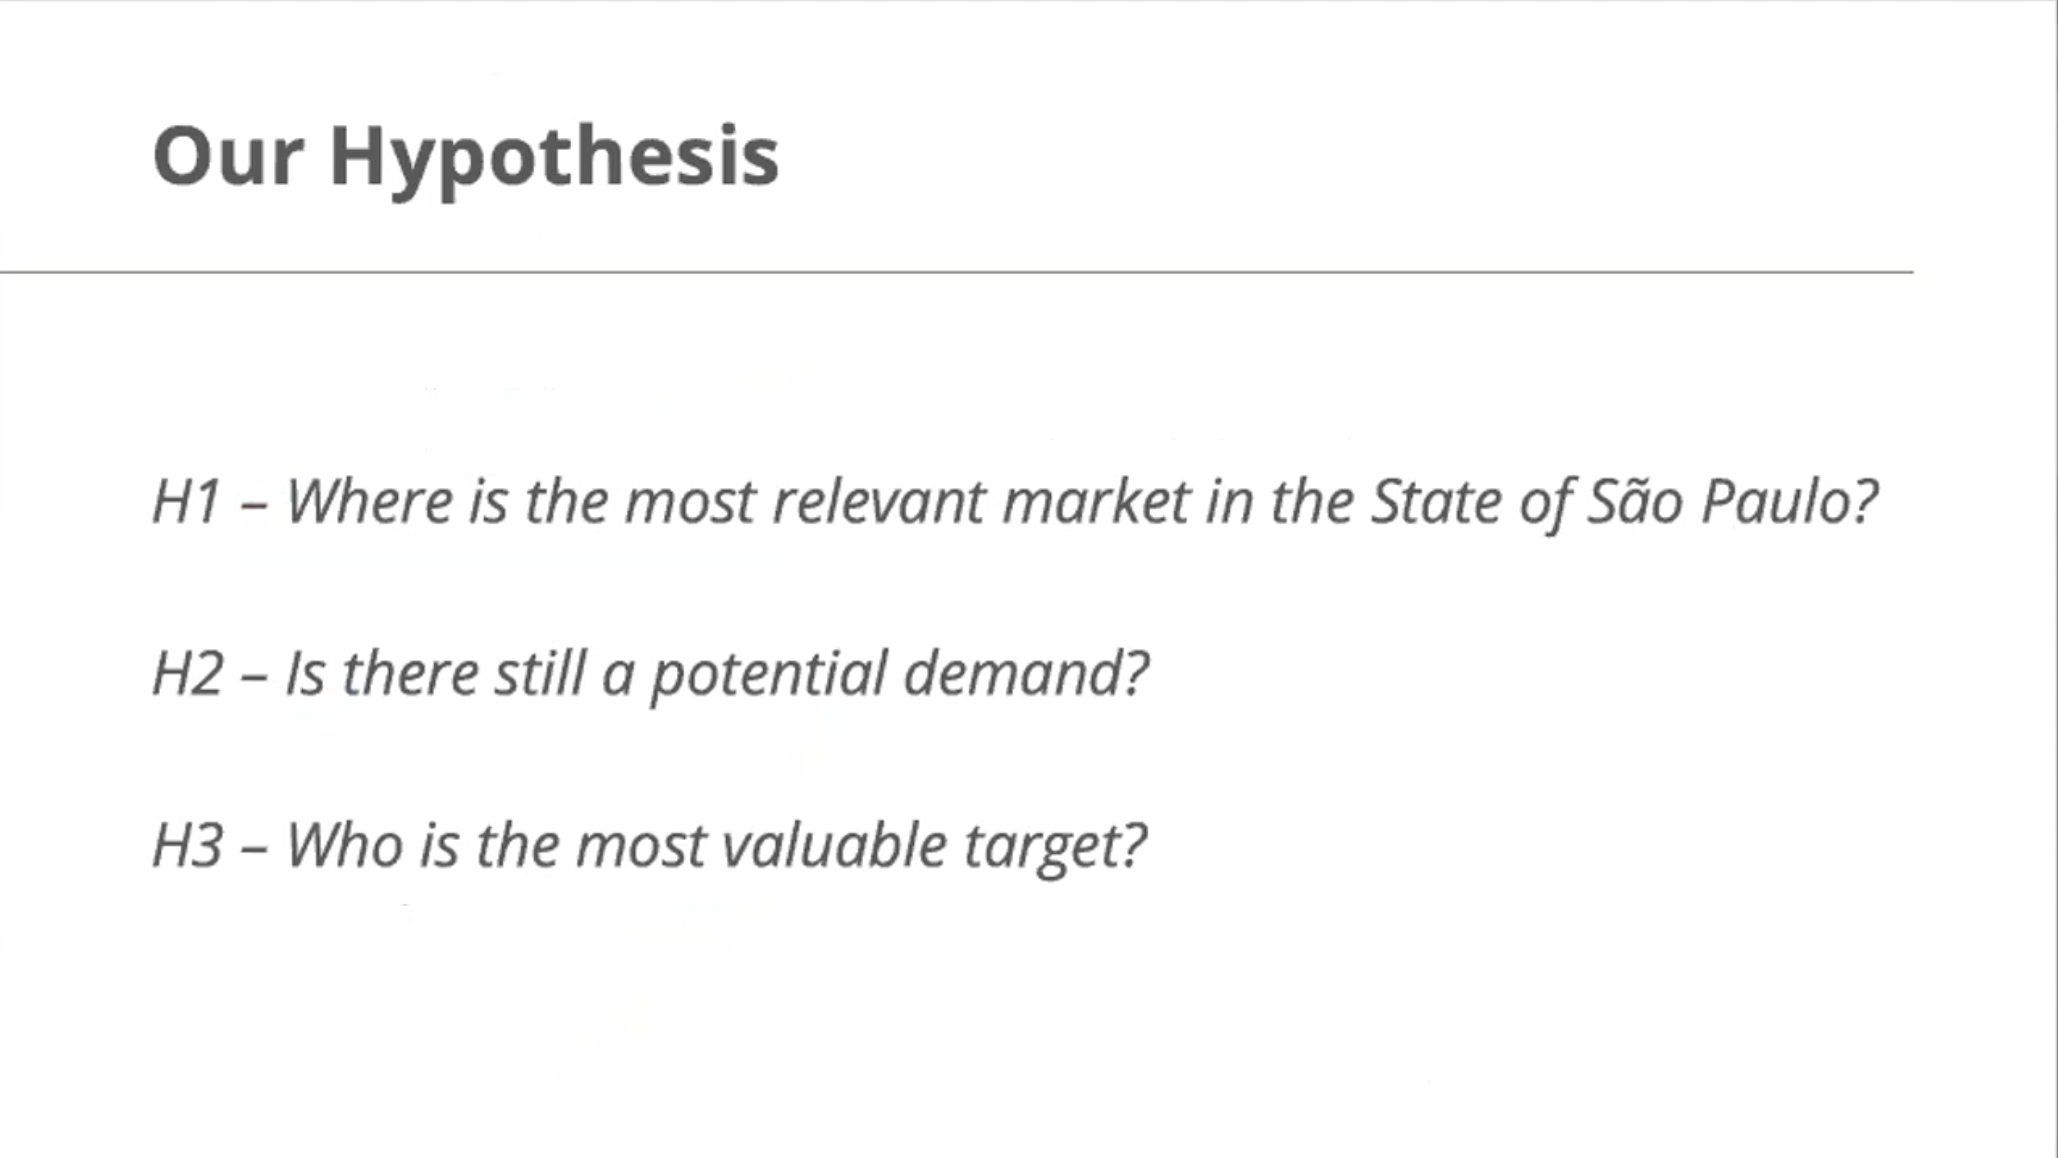 Our Hypothesis
H1 – Where is the most relevant market in the State of São Paulo?
H2 – Is there still a potential demand?
H3 – Who is the most valuable target?